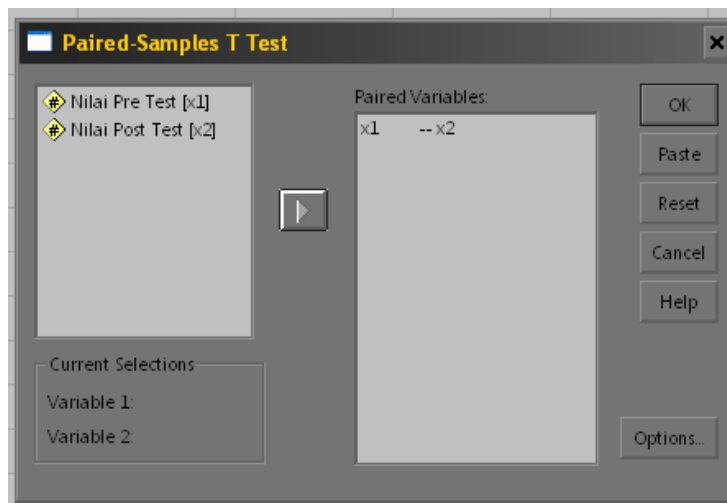 Paired-Samples T Test
Nilai Pre Test [x1]
Nilai Post Test [x2]
Paired Variables:
x1 -- x2
OK
Paste
Reset
Cancel
Help
Current Selections
Variable 1:
Variable 2:
Options...